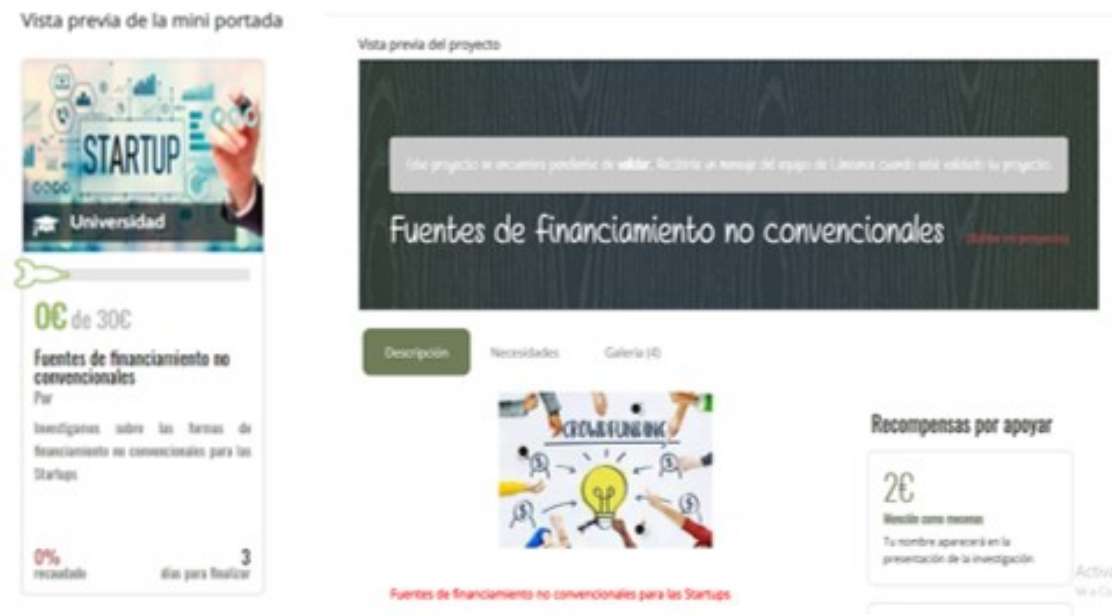 Vista previa de la mini portada
STARTUP
Universidad
0€ de 30€
Fuentes de financiamiento no
convencionales
Por
Investigamos sobre las formas de
financiamiento no convencionales para las
Startups
0%
recaudado
3
días para finalizar
Vista previa del proyecto
Este proyecto se encuentra pendiente de validar. Recibirás un mensaje del equipo de cuando esté validado tu proyecto.
Fuentes de financiamiento no convencionales
Descripción
Necesidades
Galería (4)
CROWDFUNDING
Fuentes de financiamiento no convencionales para las Startups
Recompensas por apoyar
2€
Mención como mecenas
Tu nombre aparecerá en la
presentación de la investigación